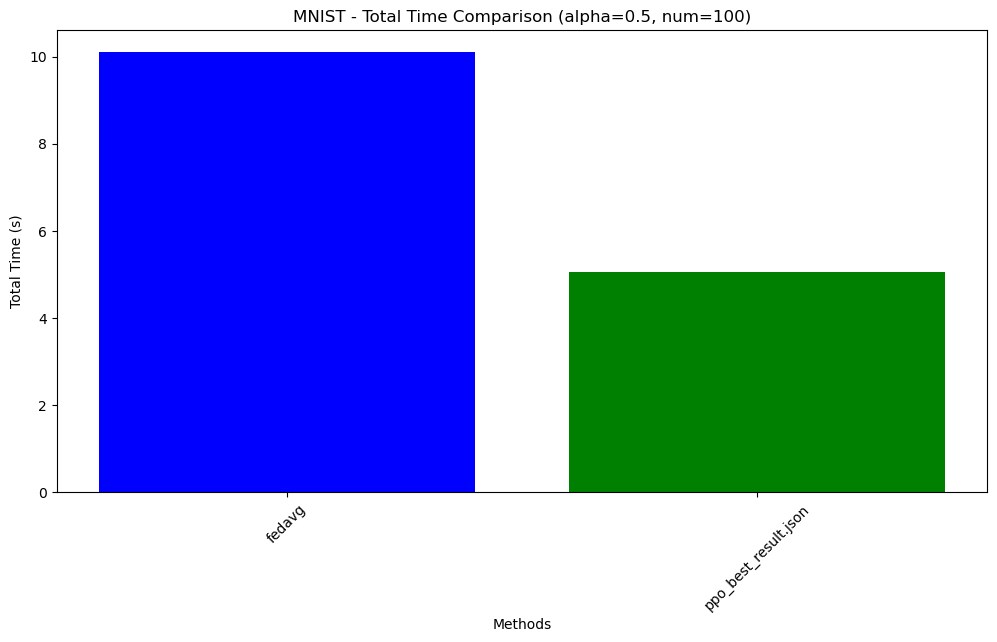 MNIST - Total Time Comparison (alpha=0.5, num=100)
Total Time (s)
10
8
6
4
2
0
fedavg
ppo_best_result.json
Methods